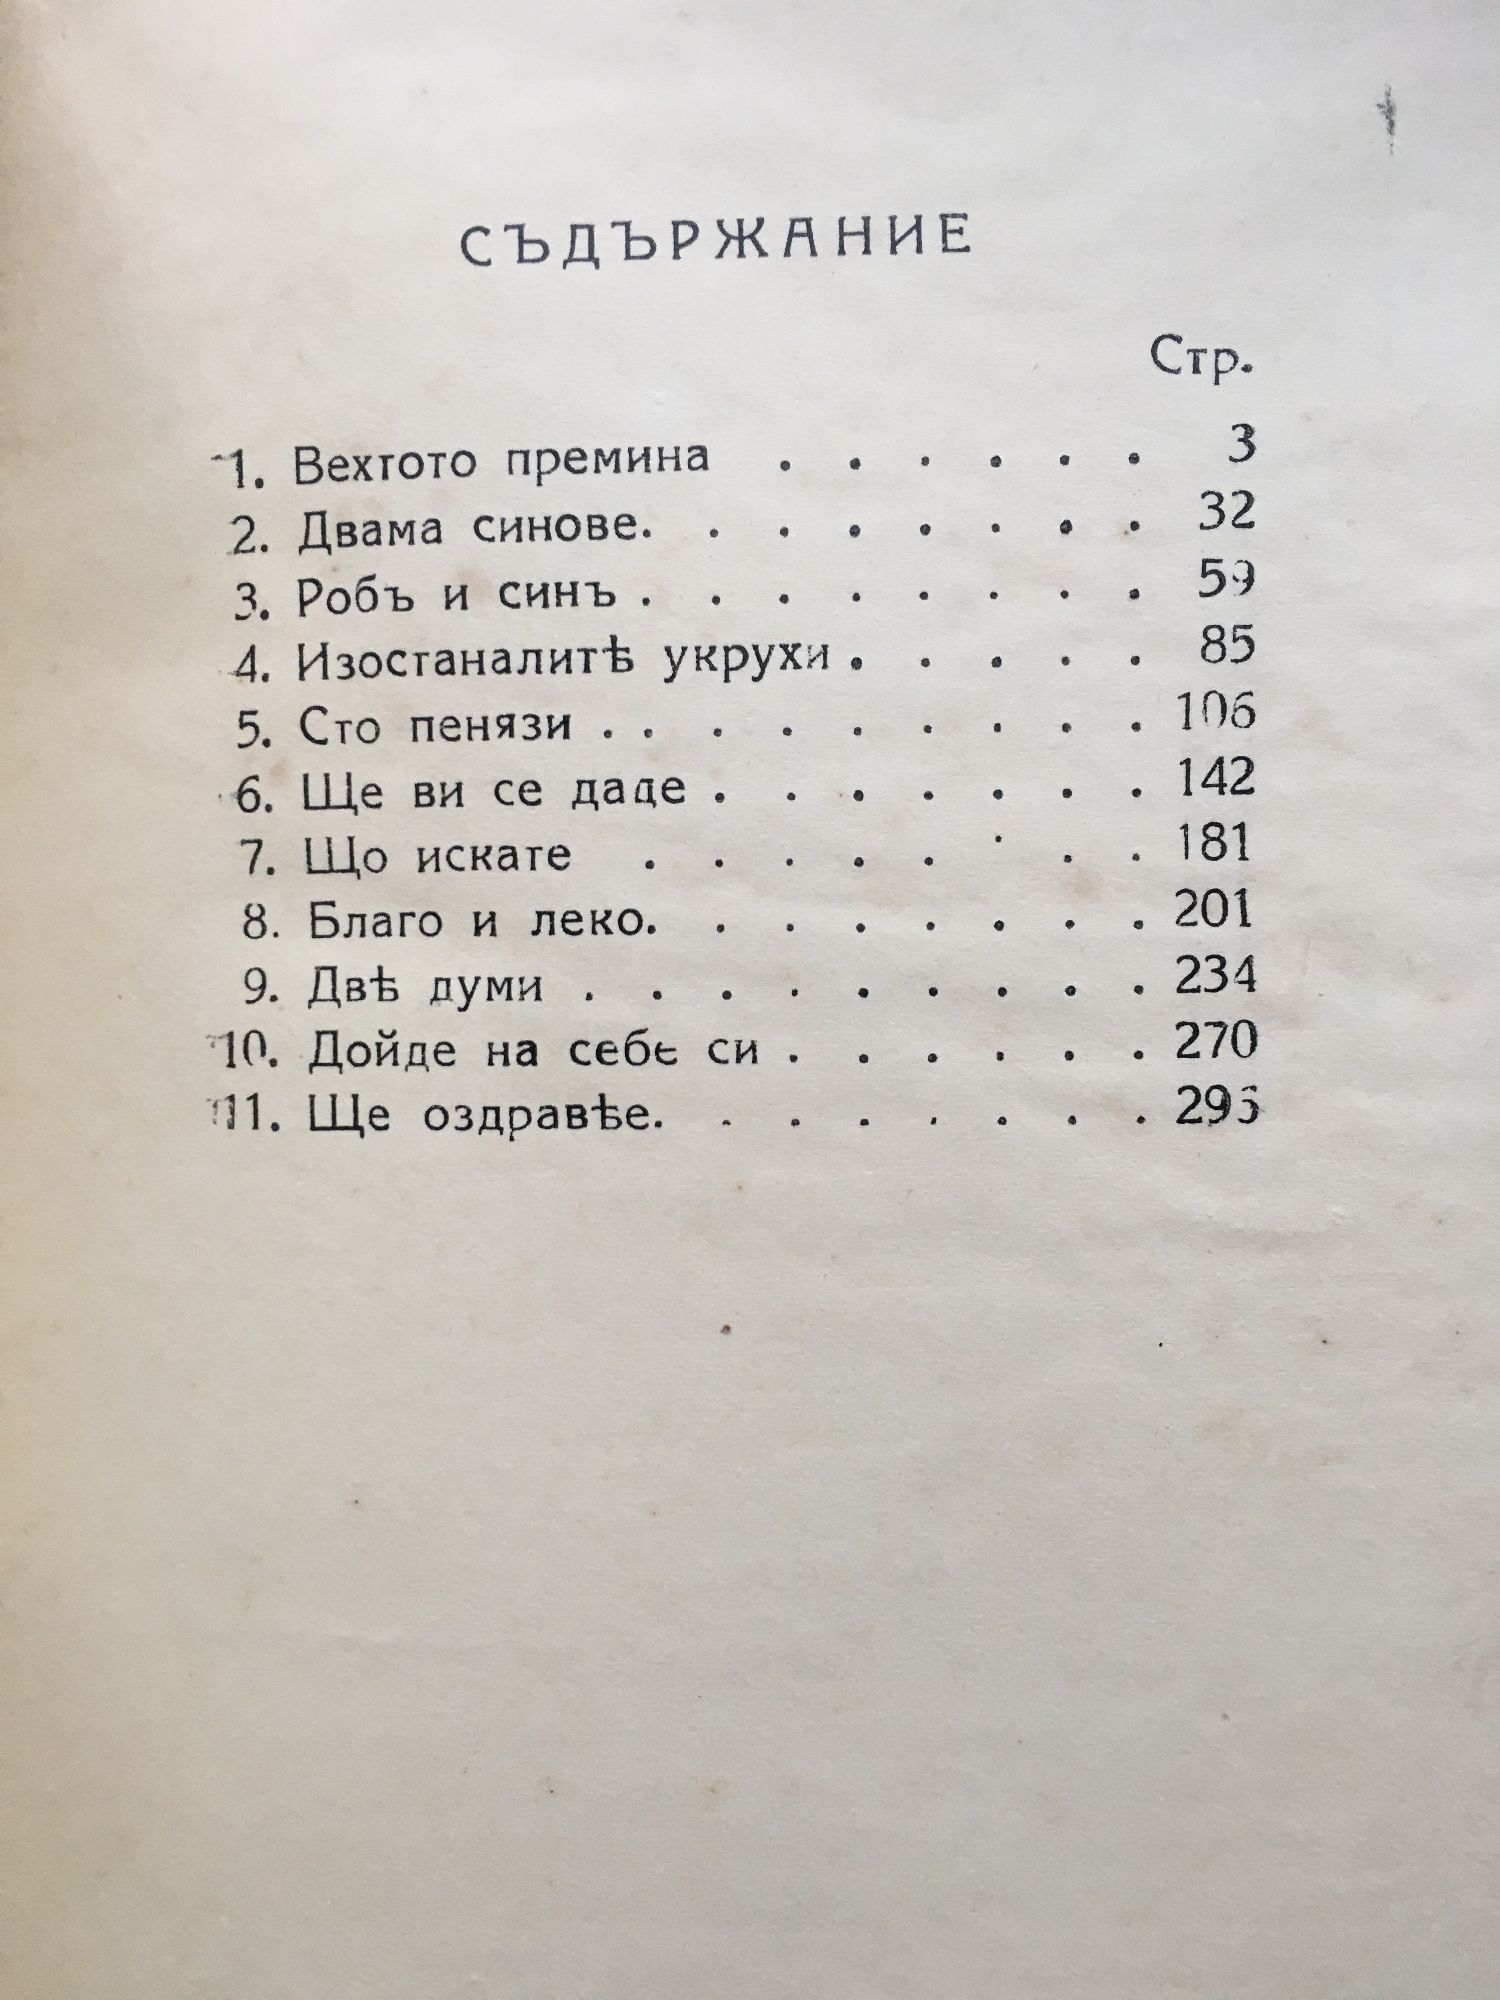 СЪДЪРЖАНИЕ
Стр.
1. Вехтото премина . . . . . . 3
2. Двама синове. . . . . . . . 32
3. Робъ и синъ . . . . . . . . 59
4. Изостаналитѣ укрухи . . . . . 85
5. Сто пенязи . . . . . . . . . 106
6. Ще ви се даде . . . . . . . 142
7. Що искате . . . . . . . . 181
8. Благо и леко. . . . . . . . 201
9. Двѣ думи . . . . . . . . . 234
10. Дойде на себе си . . . . . . 270
11. Ще оздравѣе. . . . . . . . 296